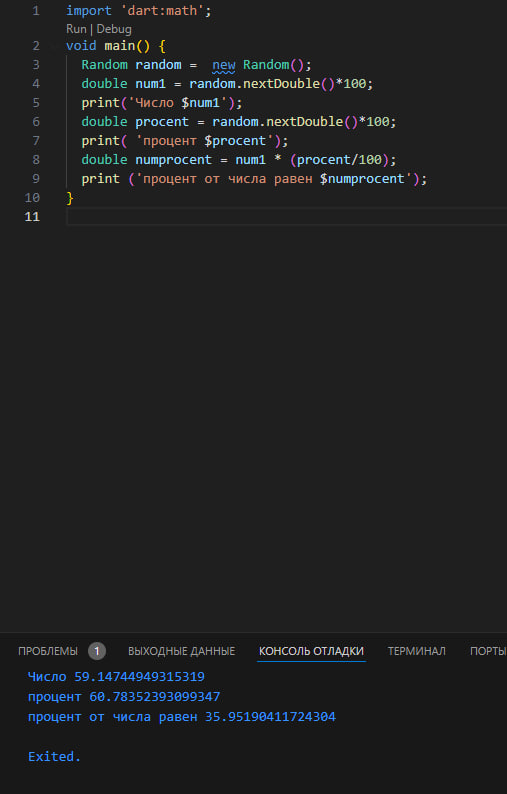 1 import 'dart:math';
Run | Debug
2 void main() {
3 Random random =  new Random();
4 double num1 = random.nextDouble()*100;
5 print('Число $num1');
6 double procent = random.nextDouble()*100;
7 print( 'процент $procent');
8 double numprocent = num1 * (procent/100);
9 print ('процент от числа равен $numprocent');
10 }
11
ПРОБЛЕМЫ 1 ВЫХОДНЫЕ ДАННЫЕ КОНСОЛЬ ОТЛАДКИ ТЕРМИНАЛ ПОРТЫ
Число 59.14744949315319
процент 60.78352393099347
процент от числа равен 35.95190411724304
Exited.